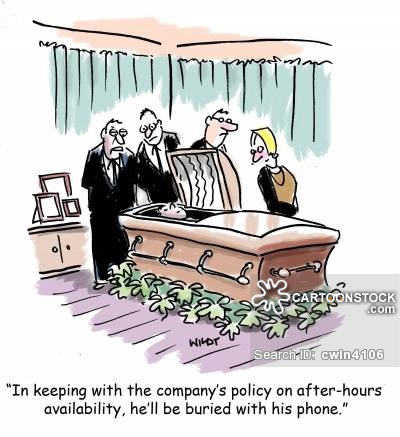 WILDT
CARTOONSTOCK
.com
Search ID: cwln4106
“In keeping with the company’s policy on after-hours
availability, he’ll be buried with his phone.”